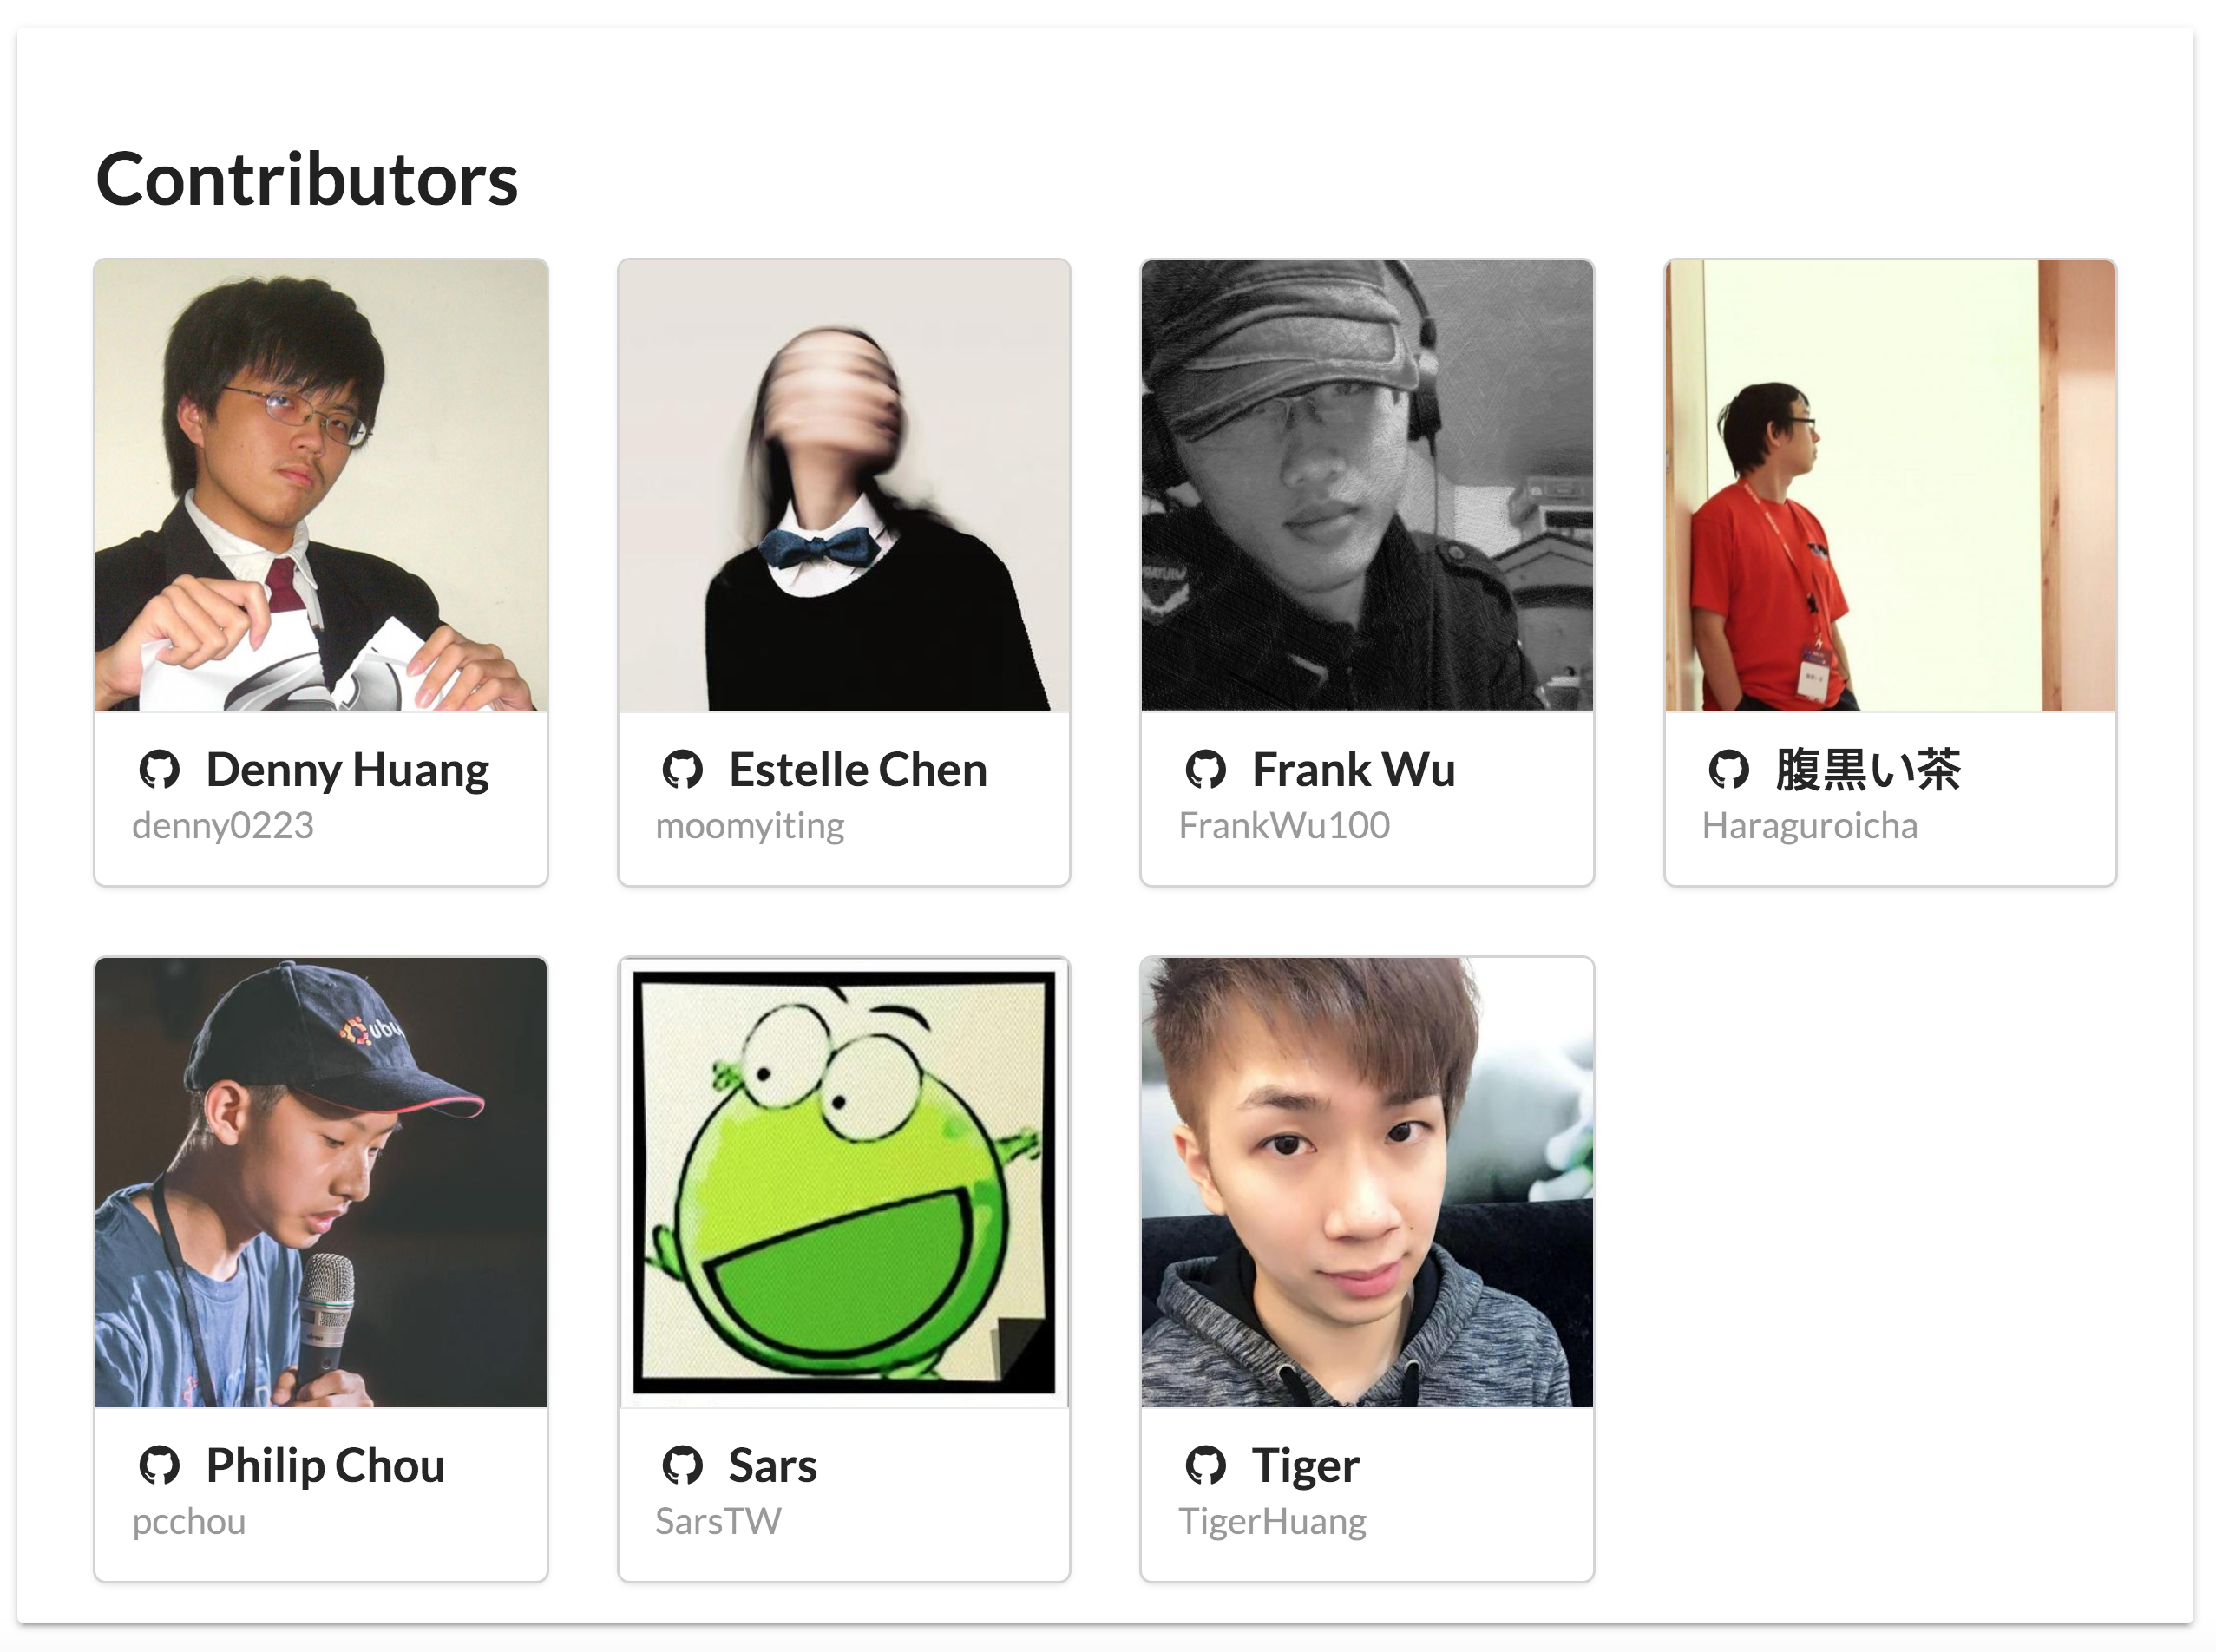 Contributors
Denny Huang
denny0223
Estelle Chen
moomyiting
Frank Wu
FrankWu100
腹黒い茶
Haraguroicha
ubu
Philip Chou
pcchou
Sars
SarsTW
Tiger
TigerHuang